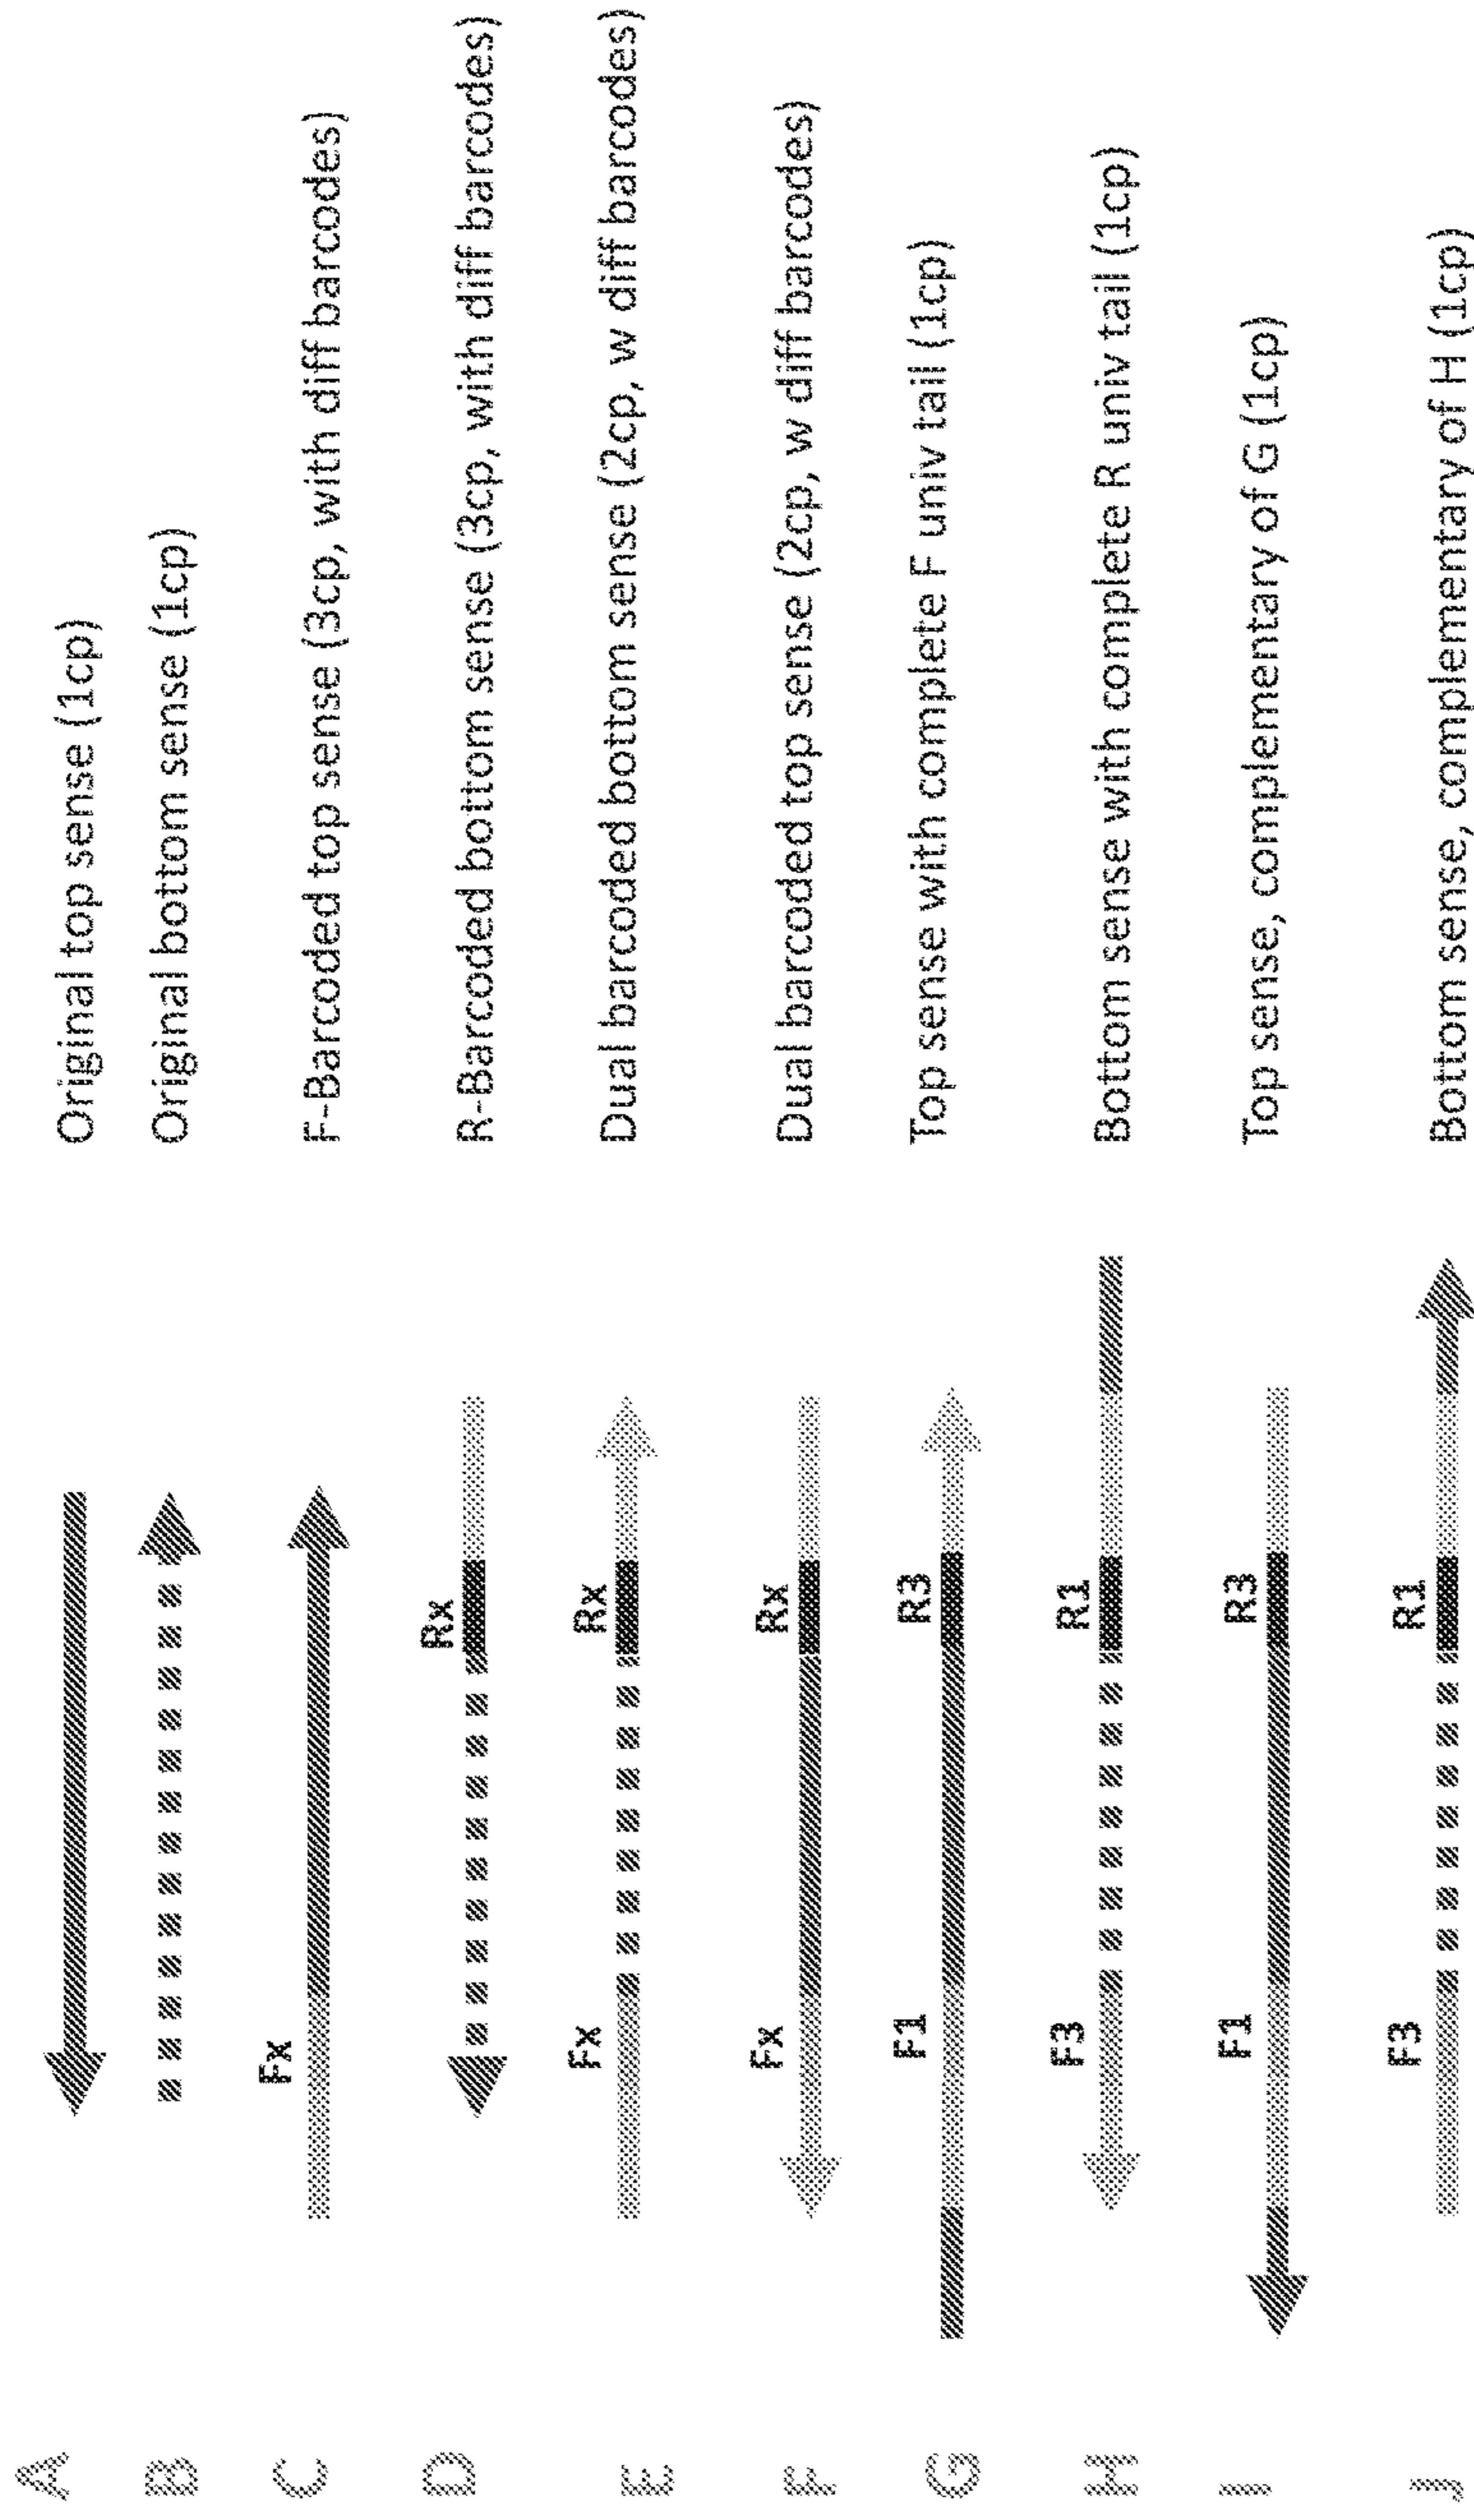 A Original top sense (1cp)
B Original bottom sense (1cp)
C Fx F-Barcoded top sense (3cp, with diff barcodes)
D Rx R-Barcoded bottom sense (3cp, with diff barcodes)
E Fx Rx Dual barcoded bottom sense (2cp, w diff barcodes)
F Fx Rx Dual barcoded top sense (2cp, w diff barcodes)
G F1 R3 Top sense with complete F univ tail (1cp)
H F3 R1 Bottom sense with complete R univ tail (1cp)
I F1 R3 Top sense, complementary of G (1cp)
J F3 R1 Bottom sense, complementary of H (1cp)